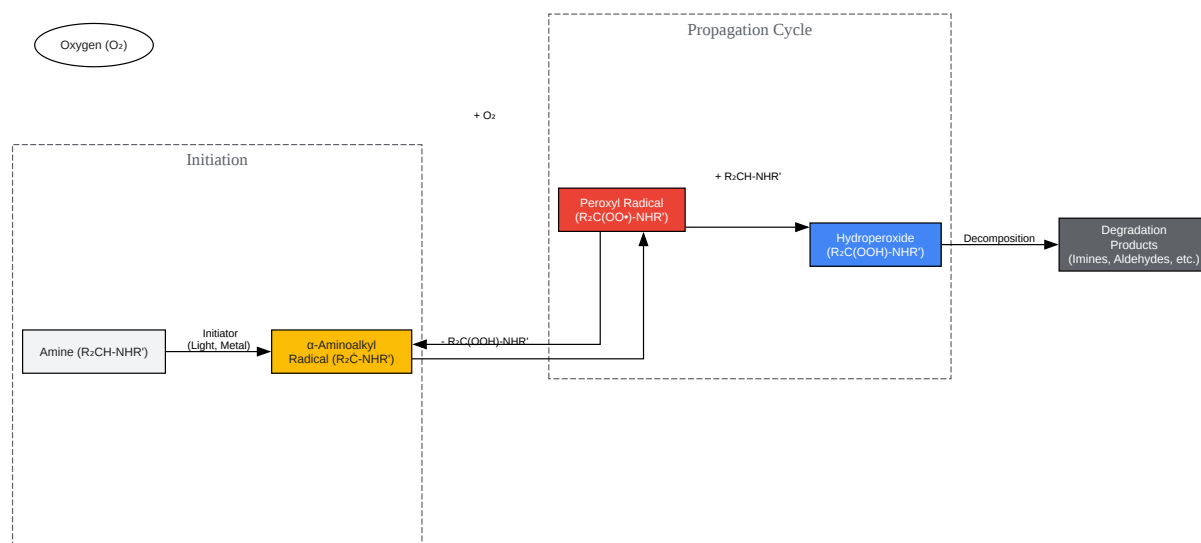 Oxygen (O₂)
Propagation Cycle
+ O₂
Initiation
+ R₂CH-NHR'
Peroxyl Radical
(R₂C(OO•)-NHR')
Hydroperoxide
(R₂C(OOH)-NHR')
Decomposition
Degradation
Products
(Imines, Aldehydes, etc.)
Amine (R₂CH-NHR')
Initiator
(Light, Metal)
α-Aminoalkyl
Radical (R₂Ċ-NHR')
- R₂C(OOH)-NHR'